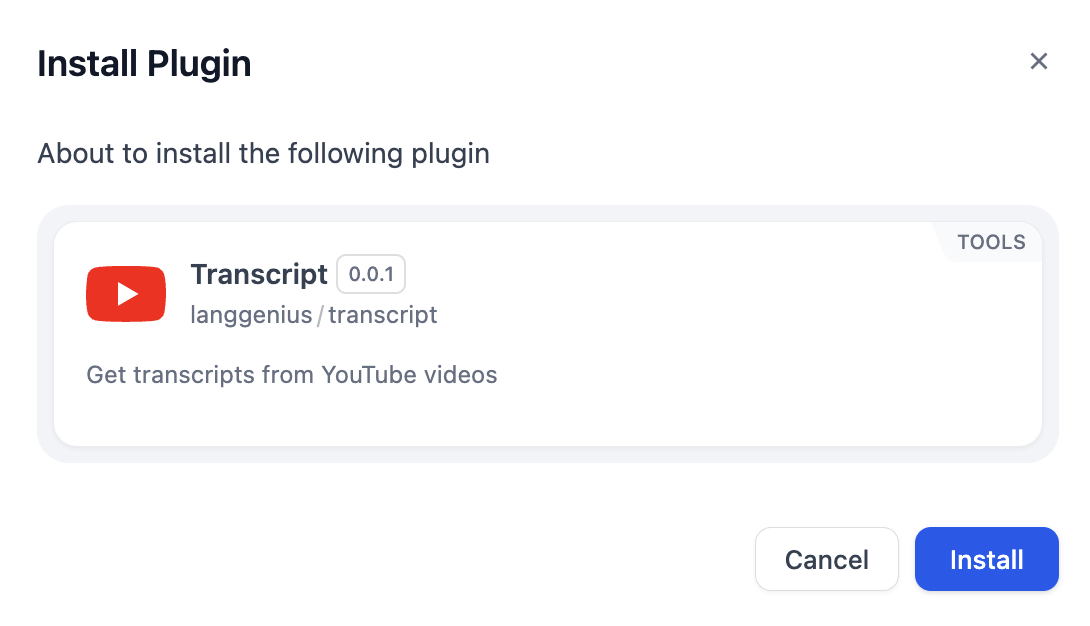 Install Plugin
About to install the following plugin
TOOLS
Transcript 0.0.1
langgenius / transcript
Get transcripts from YouTube videos
Cancel Install